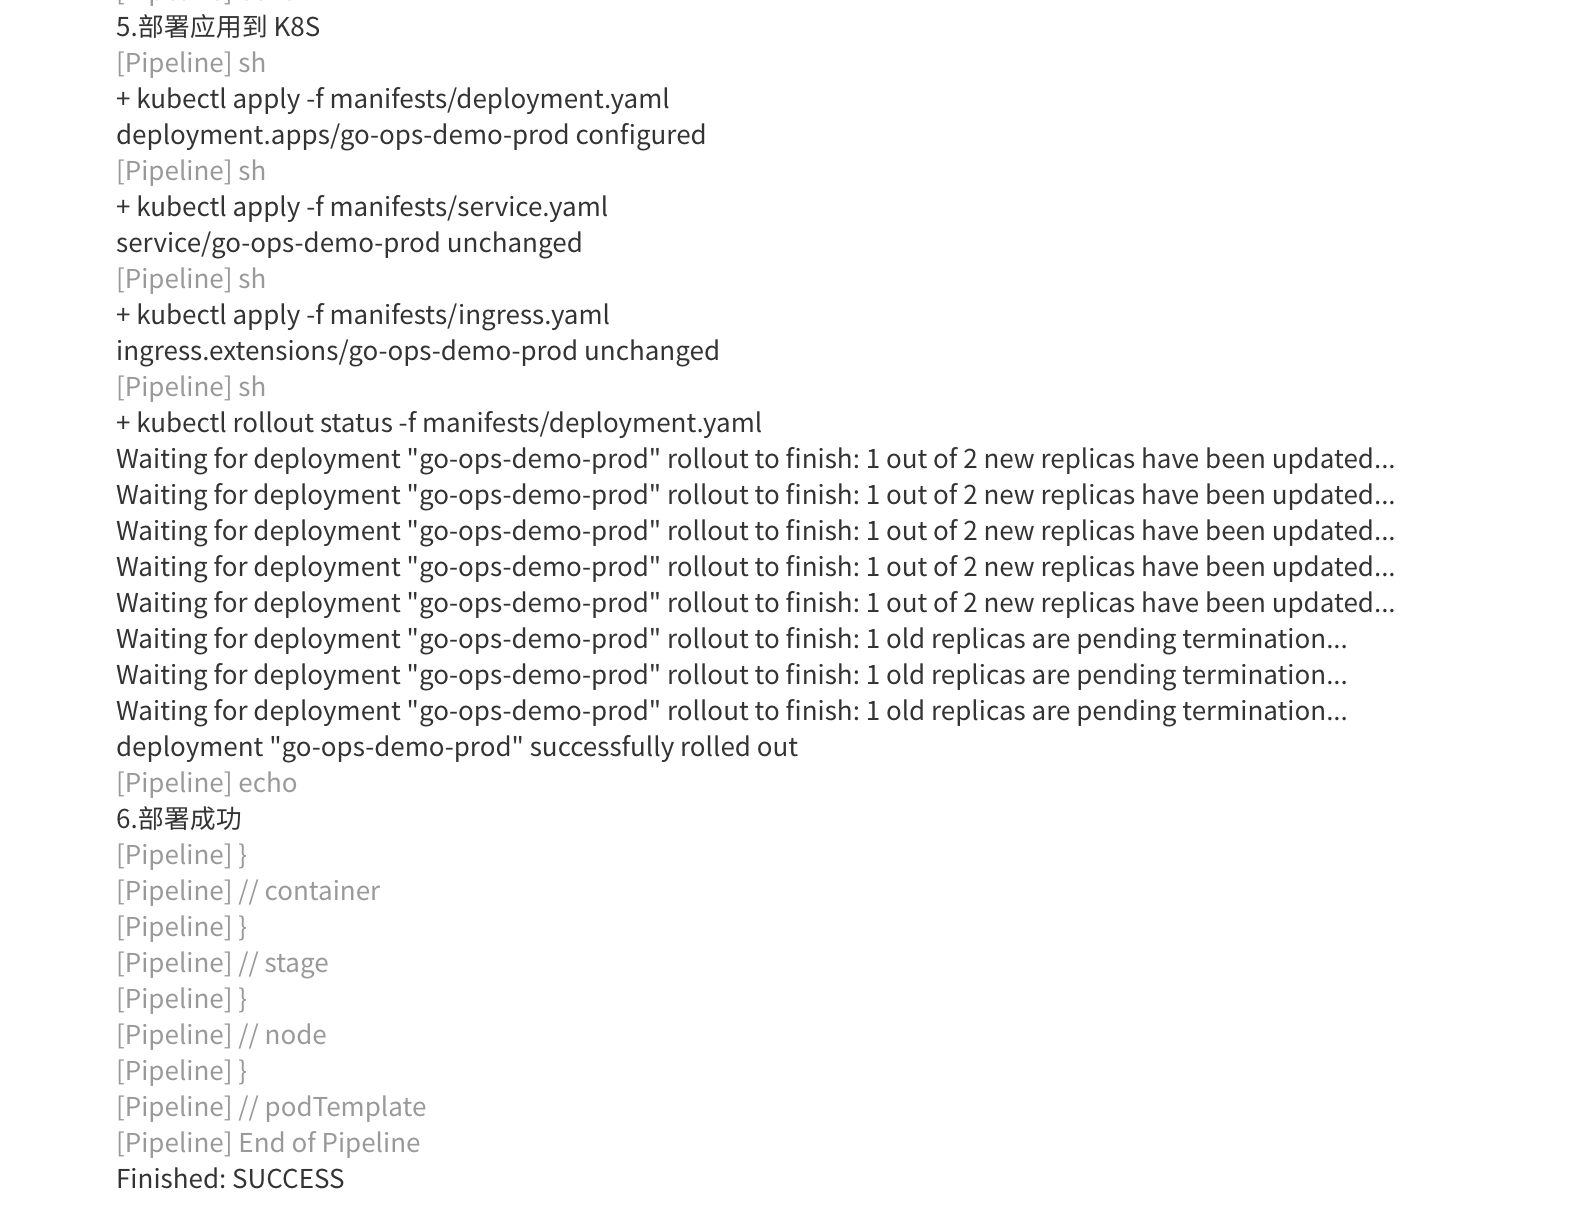 5.部署应用到 K8S
[Pipeline] sh
+ kubectl apply -f manifests/deployment.yaml
deployment.apps/go-ops-demo-prod configured
[Pipeline] sh
+ kubectl apply -f manifests/service.yaml
service/go-ops-demo-prod unchanged
[Pipeline] sh
+ kubectl apply -f manifests/ingress.yaml
ingress.extensions/go-ops-demo-prod unchanged
[Pipeline] sh
+ kubectl rollout status -f manifests/deployment.yaml
Waiting for deployment "go-ops-demo-prod" rollout to finish: 1 out of 2 new replicas have been updated...
Waiting for deployment "go-ops-demo-prod" rollout to finish: 1 out of 2 new replicas have been updated...
Waiting for deployment "go-ops-demo-prod" rollout to finish: 1 out of 2 new replicas have been updated...
Waiting for deployment "go-ops-demo-prod" rollout to finish: 1 out of 2 new replicas have been updated...
Waiting for deployment "go-ops-demo-prod" rollout to finish: 1 out of 2 new replicas have been updated...
Waiting for deployment "go-ops-demo-prod" rollout to finish: 1 old replicas are pending termination...
Waiting for deployment "go-ops-demo-prod" rollout to finish: 1 old replicas are pending termination...
Waiting for deployment "go-ops-demo-prod" rollout to finish: 1 old replicas are pending termination...
deployment "go-ops-demo-prod" successfully rolled out
[Pipeline] echo
6.部署成功
[Pipeline] }
[Pipeline] // container
[Pipeline] }
[Pipeline] // stage
[Pipeline] }
[Pipeline] // node
[Pipeline] }
[Pipeline] // podTemplate
[Pipeline] End of Pipeline
Finished: SUCCESS